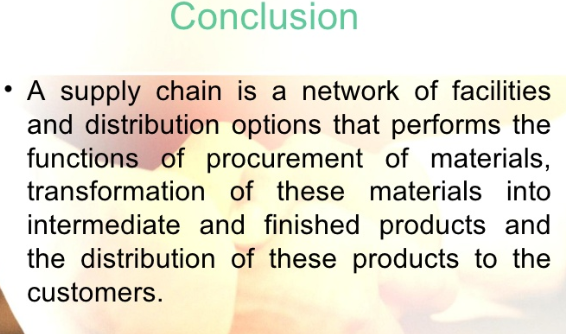 Conclusion
• A supply chain is a network of facilities
and distribution options that performs the
functions of procurement of materials,
transformation of these materials into
intermediate and finished products and
the distribution of these products to the
customers.